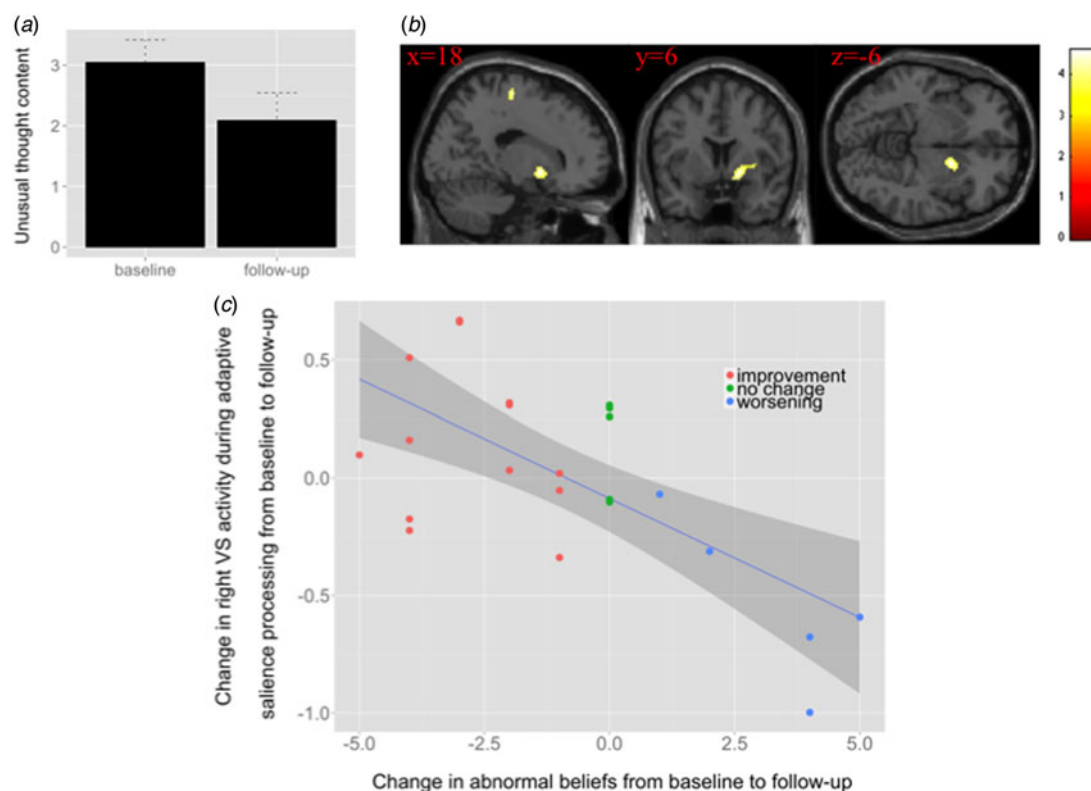 (a)
Unusual thought content
3
2
1
0
baseline
follow-up
(b)
x=18
y=6
z=-6
4
3
2
1
0
(c)
Change in right VS activity during adaptive
salience processing from baseline to follow-up
0.5
0.0
-0.5
-1.0
improvement
no change
worsening
-5.0
-2.5
0.0
2.5
5.0
Change in abnormal beliefs from baseline to follow-up